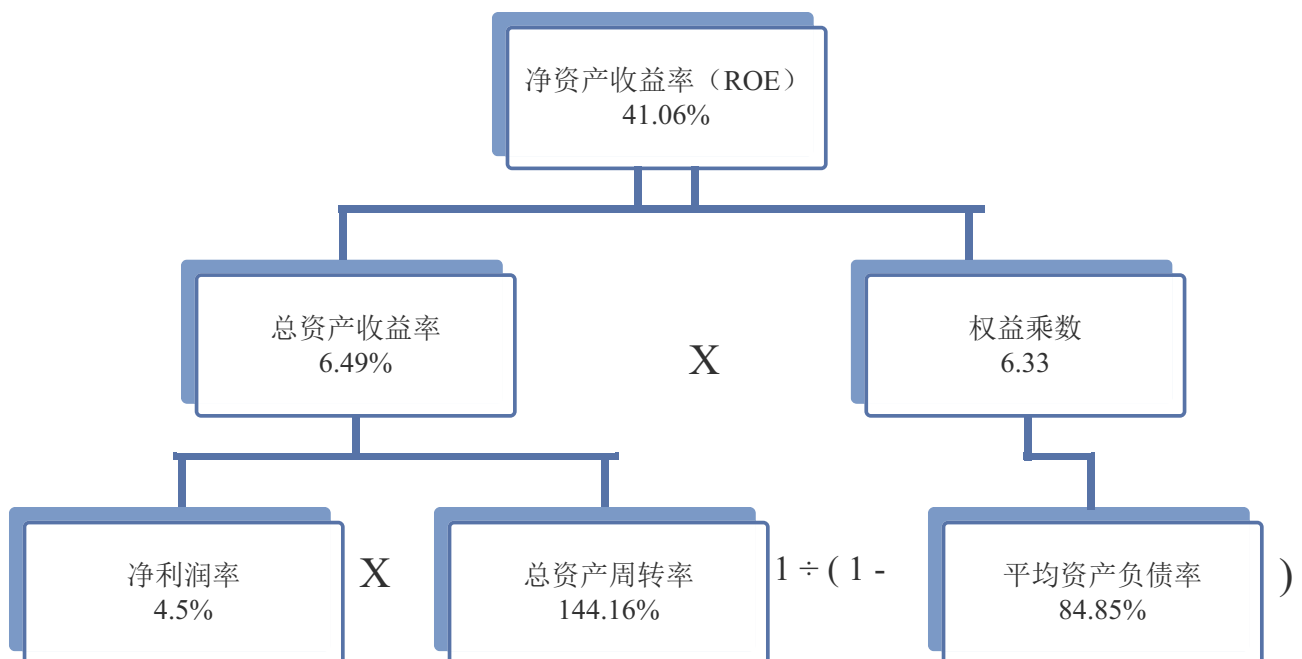 净资产收益率（ROE）
41.06%
总资产收益率
6.49%
X
权益乘数
6.33
净利润率
4.5%
X
总资产周转率
144.16%
1 ÷ ( 1 -
平均资产负债率
84.85%
)